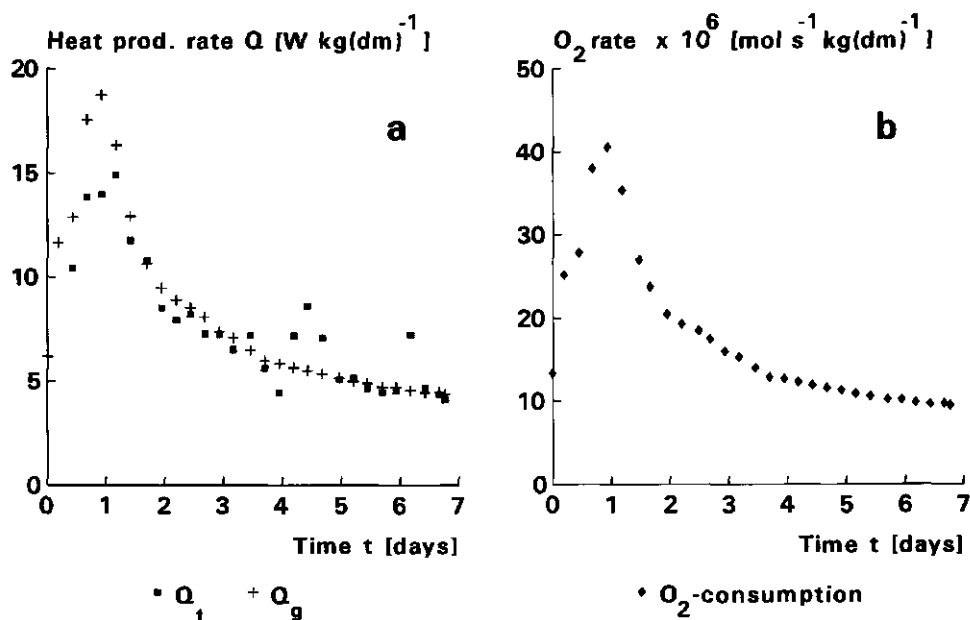 Heat prod. rate Q [W kg(dm)⁻¹]
20
15
10
5
0
a
0 1 2 3 4 5 6 7
Time t [days]
Qₜ Q_g
O₂ rate x 10⁶ [mol s⁻¹ kg(dm)⁻¹]
50
40
30
20
10
0
b
0 1 2 3 4 5 6 7
Time t [days]
O₂-consumption